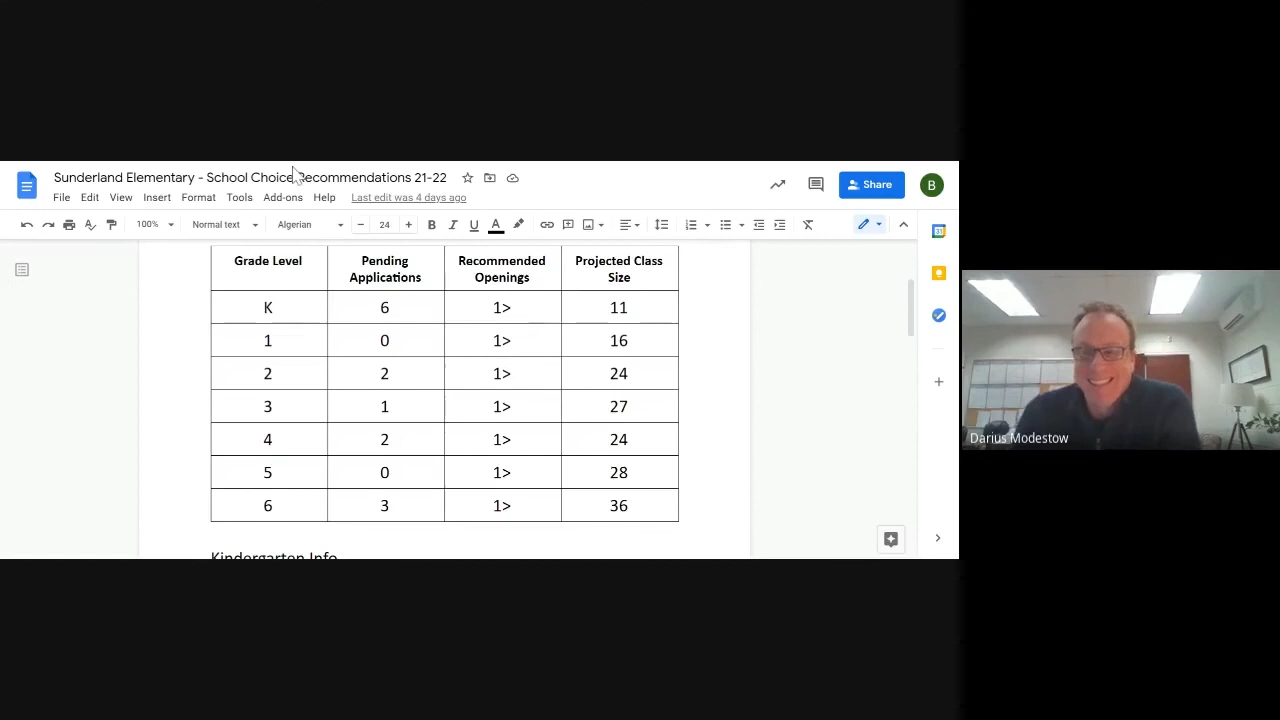 Sunderland Elementary - School Choice Recommendations 21-22
File Edit View Insert Format Tools Add-ons Help Last edit was 4 days ago
Share
B
100% Normal text Algerian 24 B I U A
Grade Level Pending Applications Recommended Openings Projected Class Size
K 6 1> 11
1 0 1> 16
2 2 1> 24
3 1 1> 27
4 2 1> 24
5 0 1> 28
6 3 1> 36
Kindergarten Info
31
Darius Modestow